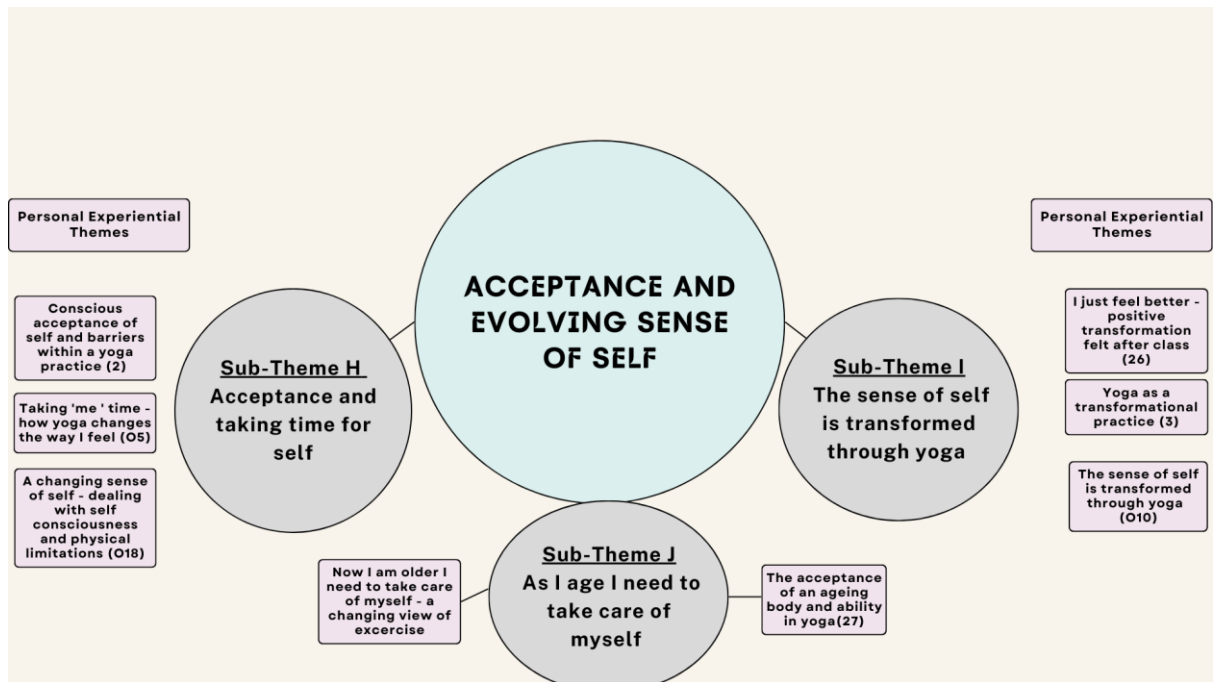 ACCEPTANCE AND
EVOLVING SENSE
OF SELF
Personal Experiential
Themes
Conscious
acceptance of
self and barriers
within a yoga
practice (2)
Taking 'me ' time -
how yoga changes
the way I feel (O5)
A changing sense
of self - dealing
with self
consciousness
and physical
limitations (O18)
Sub-Theme H
Acceptance and
taking time for
self
Sub-Theme I
The sense of self
is transformed
through yoga
Personal Experiential
Themes
I just feel better -
positive
transformation
felt after class
(26)
Yoga as a
transformational
practice (3)
The sense of self
is transformed
through yoga
(O10)
Sub-Theme J
As I age I need to
take care of
myself
Now I am older I
need to take care
of myself - a
changing view of
excercise
The acceptance
of an ageing
body and ability
in yoga(27)